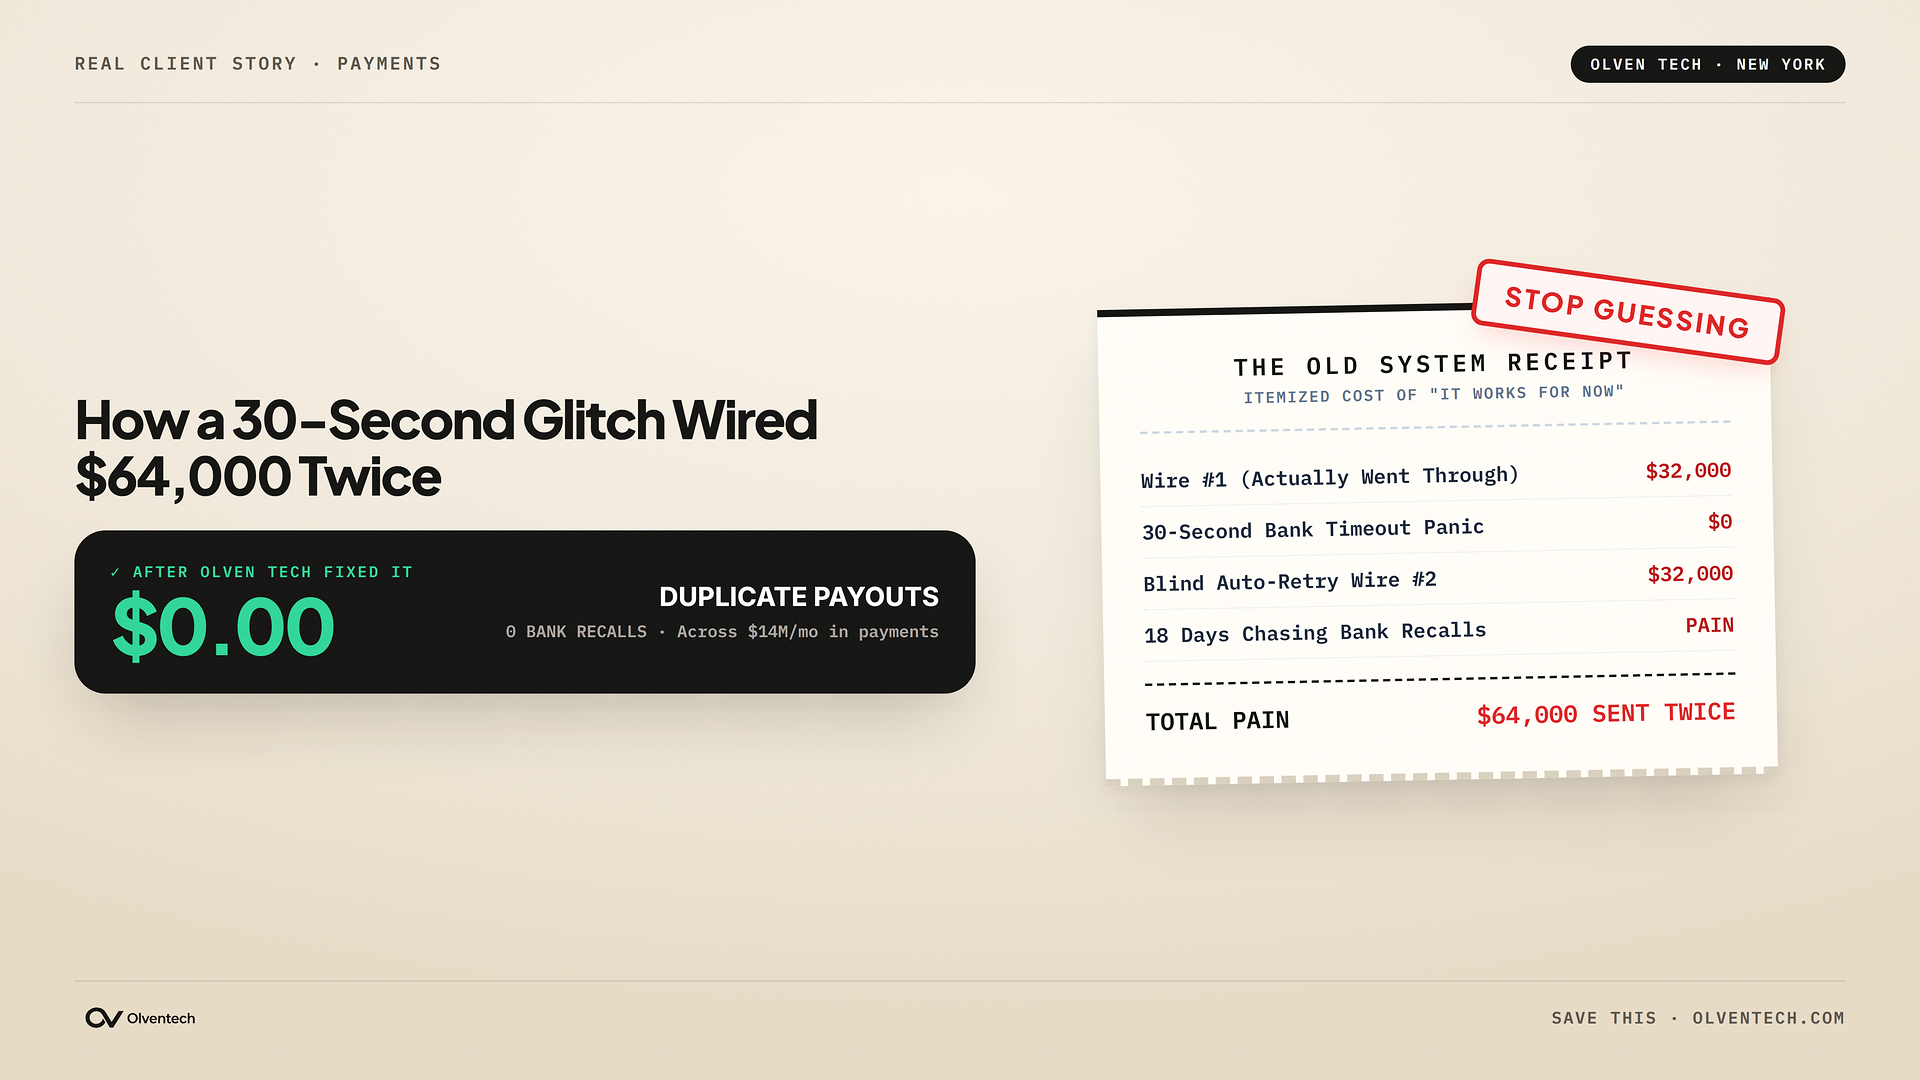 REAL CLIENT STORY · PAYMENTS
OLVEN TECH · NEW YORK
How a 30-Second Glitch Wired
$64,000 Twice
✓ AFTER OLVEN TECH FIXED IT
$0.00
DUPLICATE PAYOUTS
0 BANK RECALLS · Across $14M/mo in payments
STOP GUESSING
THE OLD SYSTEM RECEIPT
ITEMIZED COST OF "IT WORKS FOR NOW"
Wire #1 (Actually Went Through) $32,000
30-Second Bank Timeout Panic $0
Blind Auto-Retry Wire #2 $32,000
18 Days Chasing Bank Recalls PAIN
TOTAL PAIN $64,000 SENT TWICE
Olventech
SAVE THIS · OLVENTECH.COM